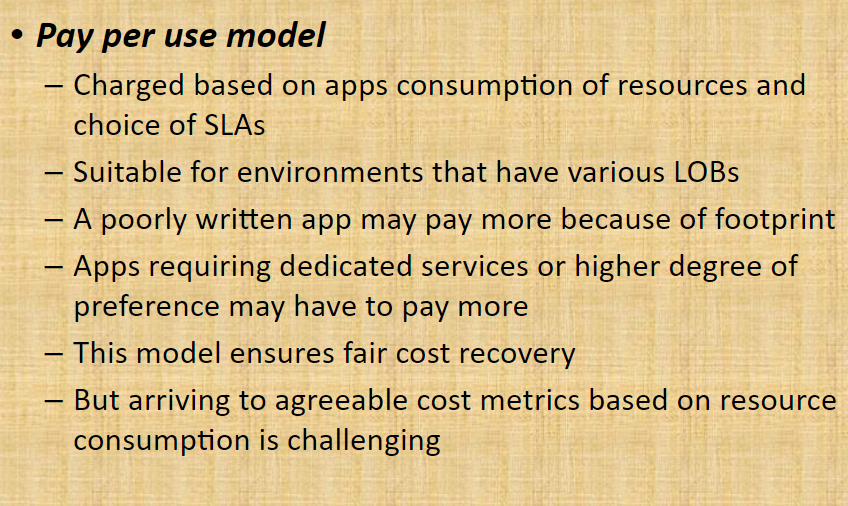 • Pay per use model
– Charged based on apps consumption of resources and
choice of SLAs
– Suitable for environments that have various LOBs
– A poorly written app may pay more because of footprint
– Apps requiring dedicated services or higher degree of
preference may have to pay more
– This model ensures fair cost recovery
– But arriving to agreeable cost metrics based on resource
consumption is challenging